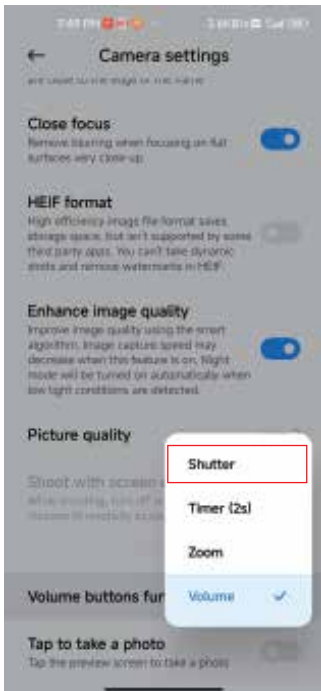 Camera settings
Close focus
Remove blurring when focusing on flat
surfaces very close-up
HEIF format
High efficiency image file format saves
storage space, but isn't supported by some
third party apps. You can't take dynamic
shots and remove watermarks in HEIF.
Enhance image quality
Improve image quality using the smart
algorithm. Image capture speed may
decrease when this feature is on. Night
mode will be turned on automatically when
low light conditions are detected.
Picture quality
Shutter
Shoot with screen
Timer (2s)
Zoom
Volume buttons fun
Volume
Tap to take a photo
Tap the preview screen to take a photo